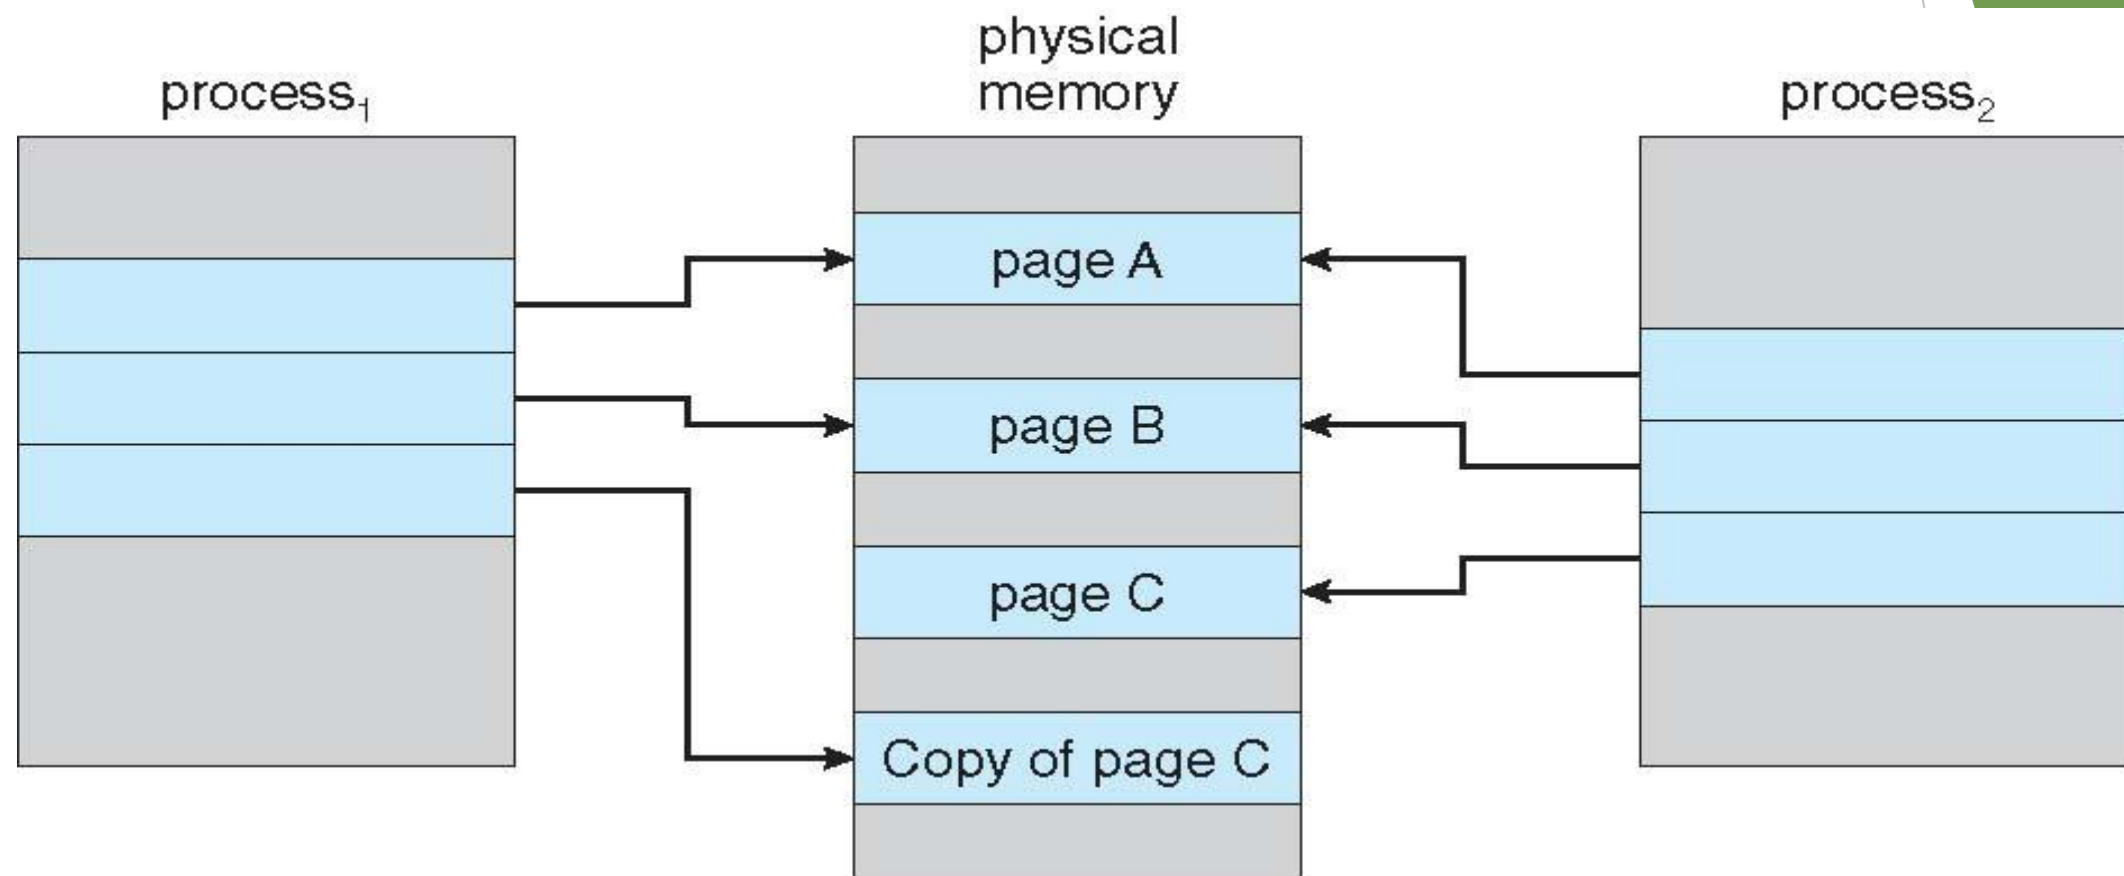 process₁
physical
memory
process₂
page A
page B
page C
Copy of page C